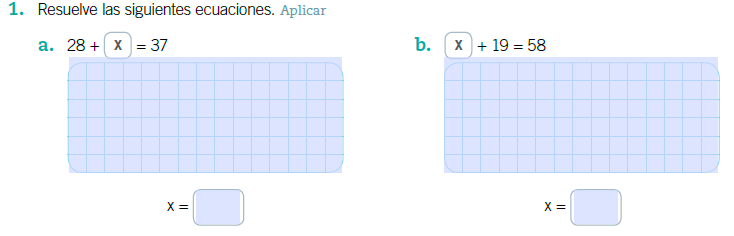 1. Resuelve las siguientes ecuaciones. Aplicar
a. 28 + x = 37
b. x + 19 = 58
x =
x =